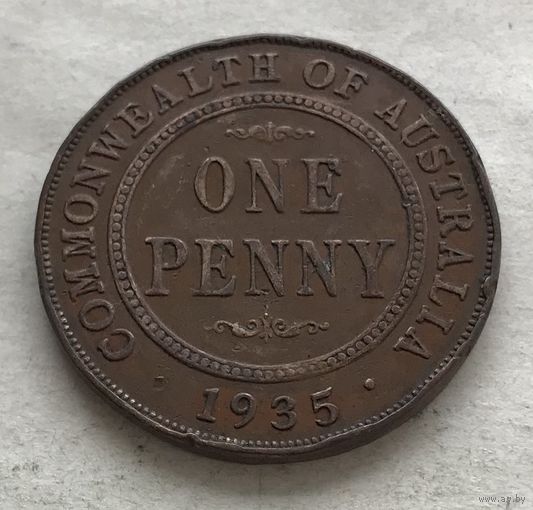 COMMONWEALTH OF AUSTRALIA
ONE
PENNY
· 1935 ·
www.ay.by